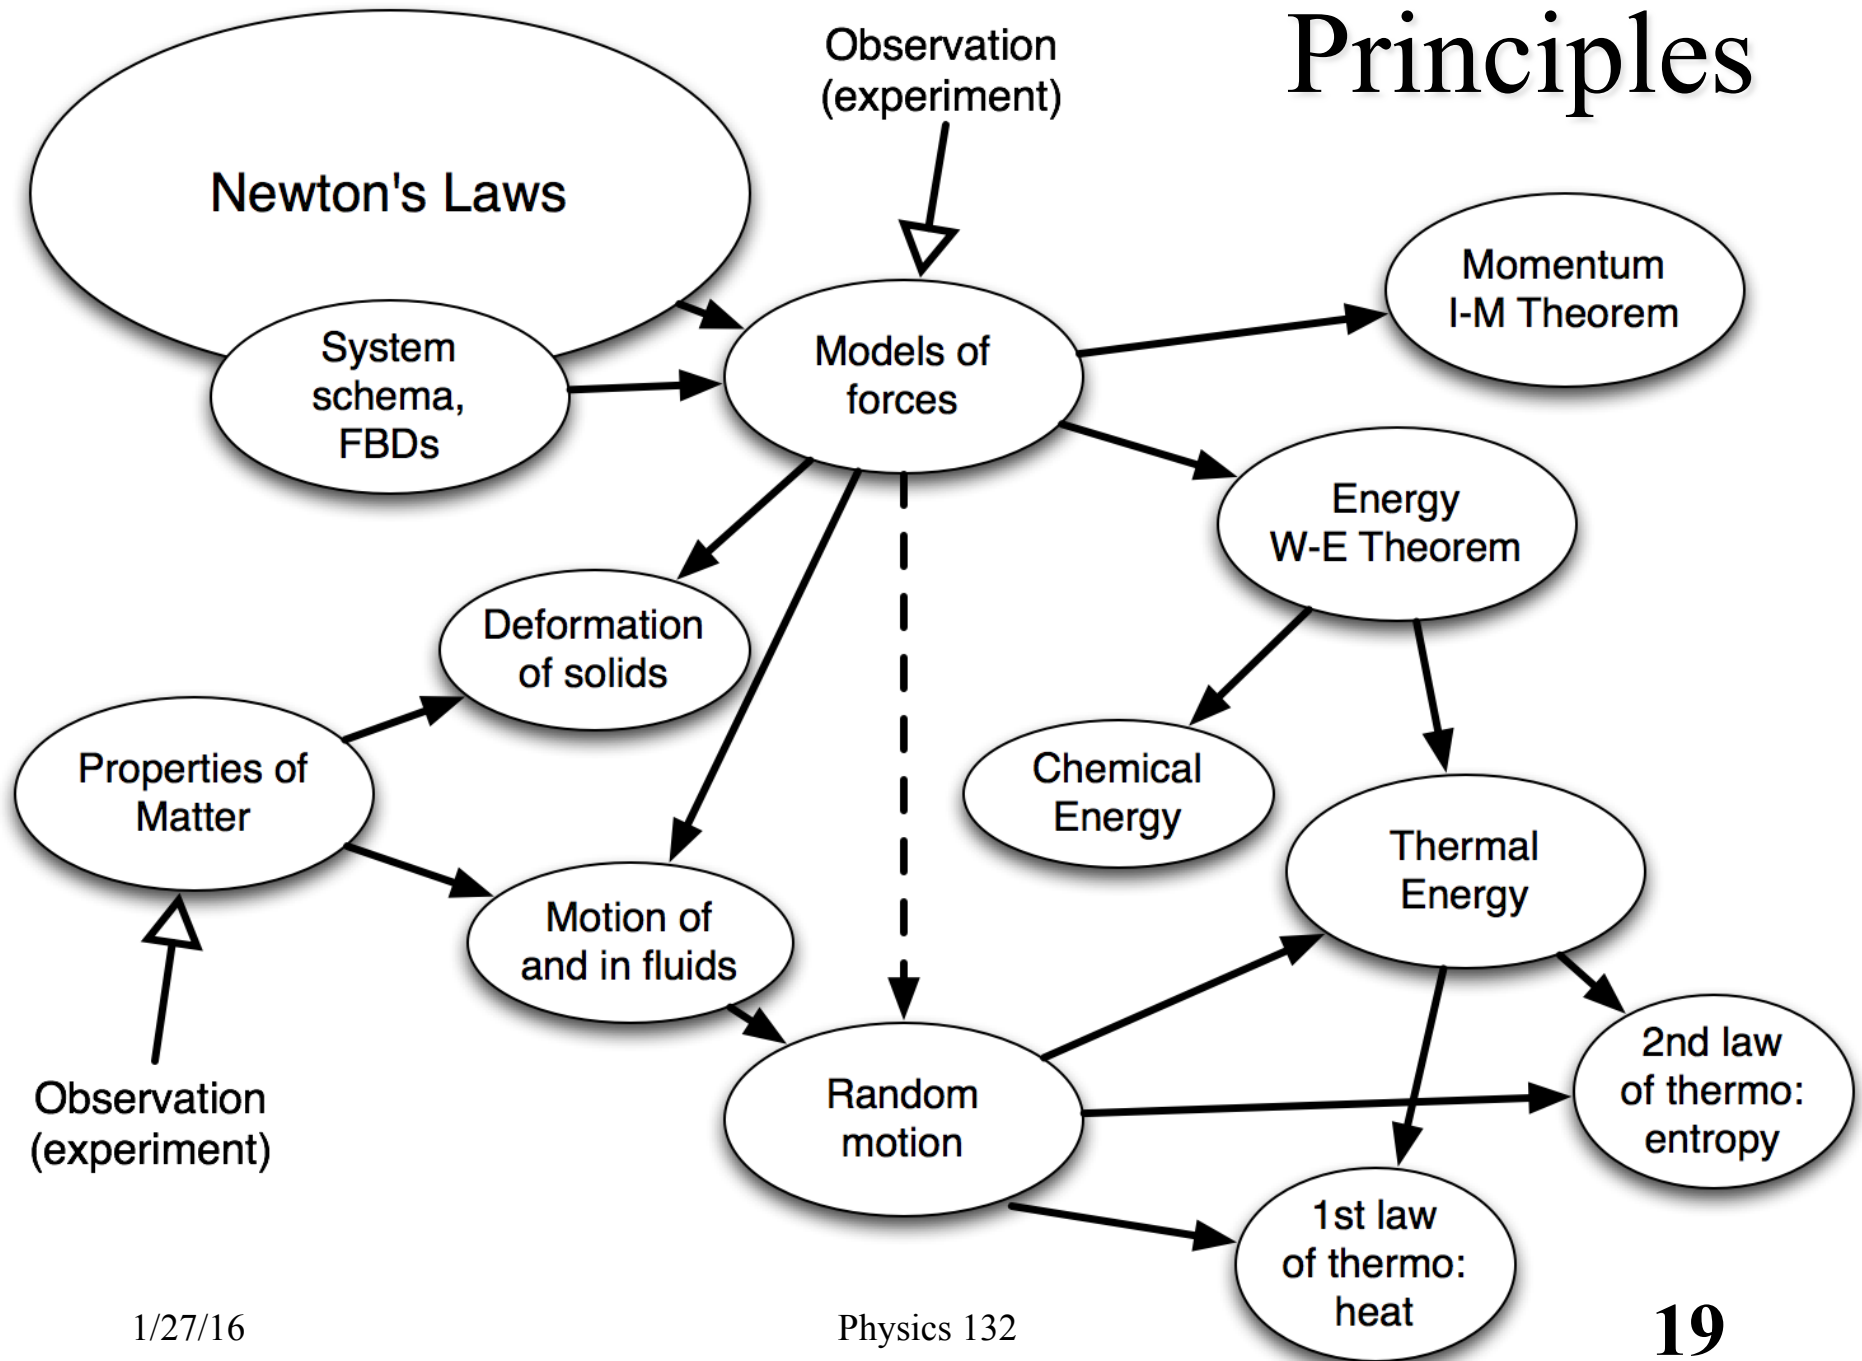 Principles
Observation
(experiment)
Newton's Laws
Momentum
I-M Theorem
System
schema,
FBDs
Models of
forces
Energy
W-E Theorem
Deformation
of solids
Properties of
Matter
Chemical
Energy
Thermal
Energy
Motion of
and in fluids
Observation
(experiment)
Random
motion
2nd law
of thermo:
entropy
1st law
of thermo:
heat
1/27/16
Physics 132
19